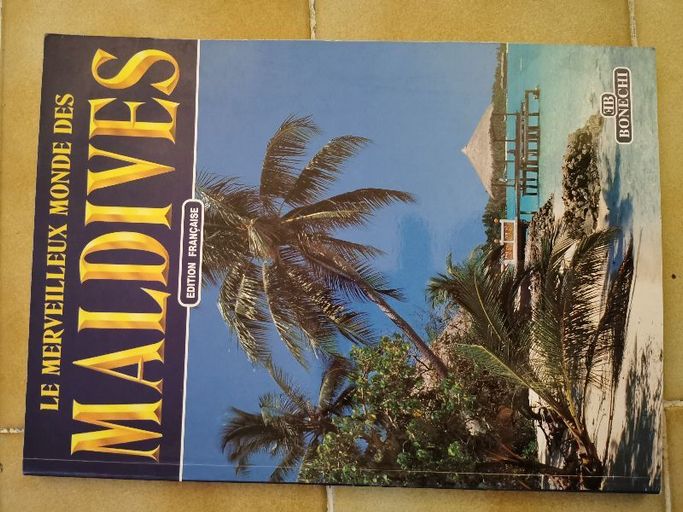 LE MERVEILLEUX MONDE DES
MALDIVES
EDITION FRANÇAISE
BONECHI